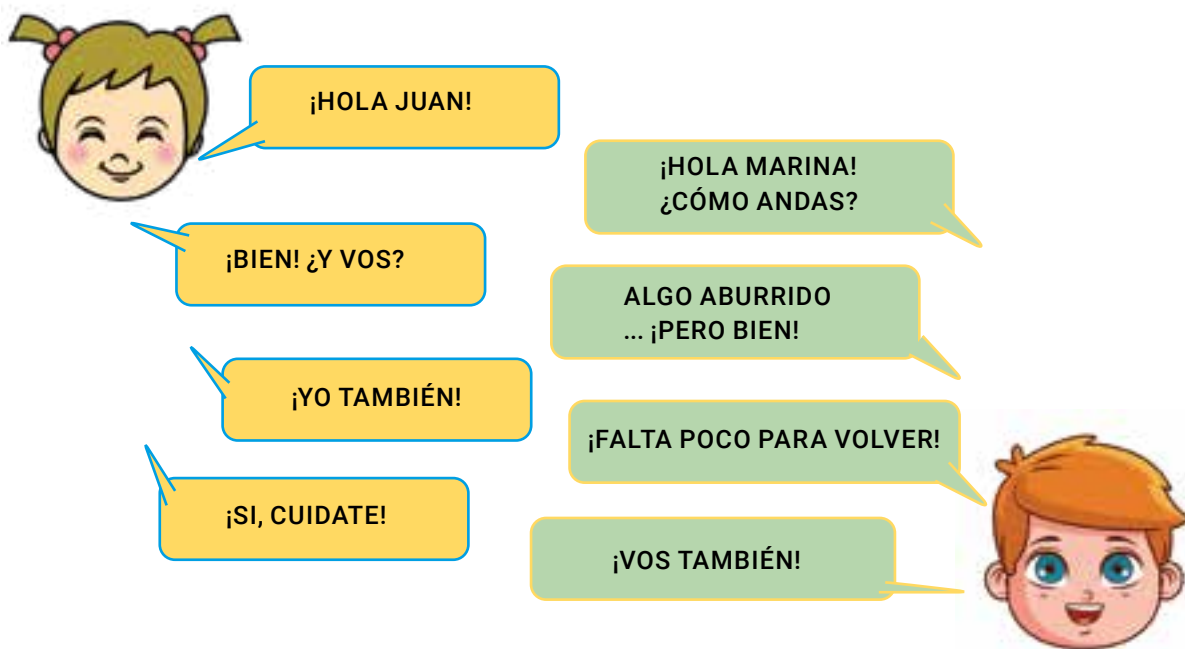 ¡HOLA JUAN!
¡HOLA MARINA!
¿CÓMO ANDAS?
¡BIEN! ¿Y VOS?
ALGO ABURRIDO
... ¡PERO BIEN!
¡YO TAMBIÉN!
¡FALTA POCO PARA VOLVER!
¡SI, CUIDATE!
¡VOS TAMBIÉN!